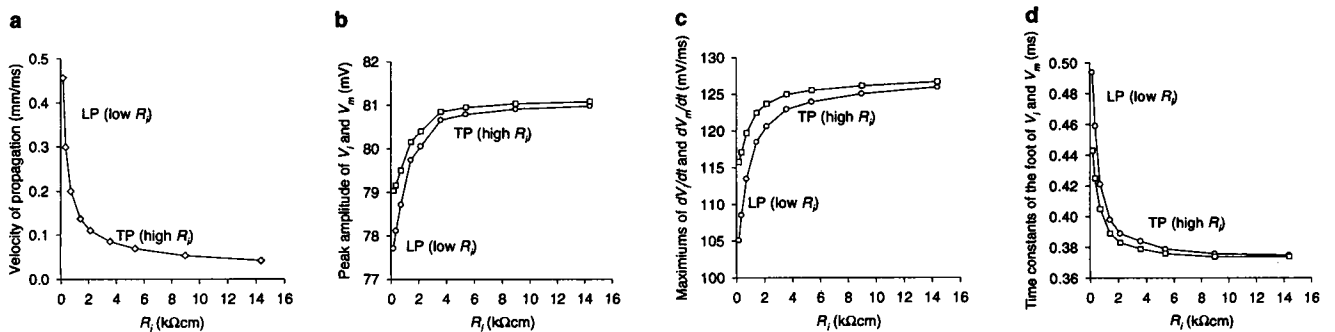 a
Velocity of propagation (mm/ms)
0.5
0.4
0.3
0.2
0.1
0.0
LP (low Ri)
TP (high Ri)
0 2 4 6 8 10 12 14 16
Ri (kΩcm)
b
Peak amplitude of Vi and Vm (mV)
82
81
80
79
78
77
TP (high Ri)
LP (low Ri)
0 2 4 6 8 10 12 14 16
Ri (kΩcm)
c
Maximiums of dVi/dt and dVm/dt (mV/ms)
130
125
120
115
110
105
100
TP (high Ri)
LP (low Ri)
0 2 4 6 8 10 12 14 16
Ri (kΩcm)
d
Time constants of the foot of Vi and Vm (ms)
0.50
0.48
0.46
0.44
0.42
0.40
0.38
0.36
LP (low Ri)
TP (high Ri)
0 2 4 6 8 10 12 14 16
Ri (kΩcm)